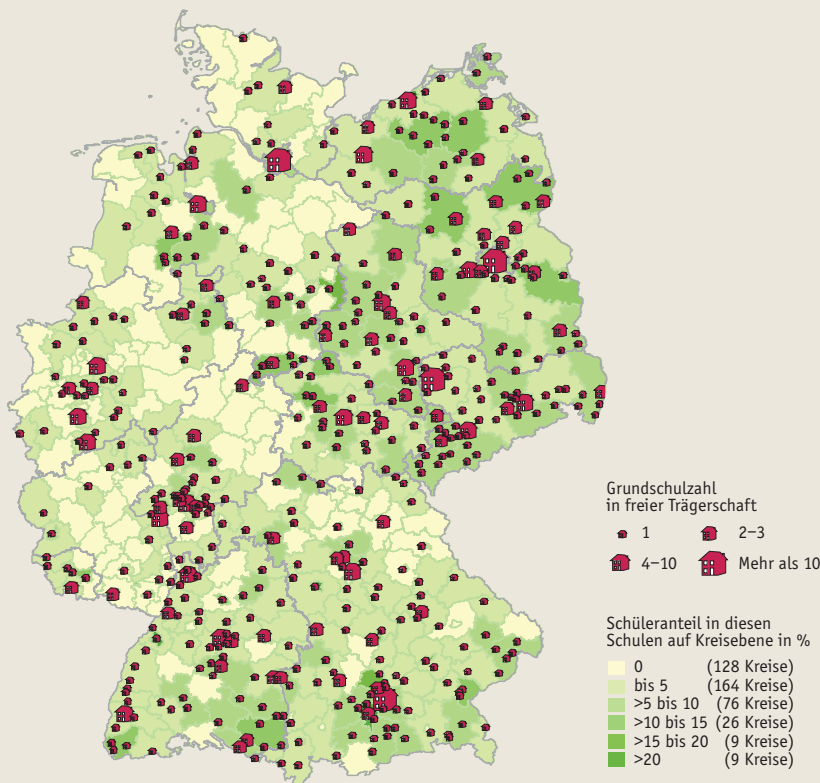 Grundschulzahl
in freier Trägerschaft
1
2–3
4–10
Mehr als 10
Schüleranteil in diesen
Schulen auf Kreisebene in %
0 (128 Kreise)
bis 5 (164 Kreise)
>5 bis 10 (76 Kreise)
>10 bis 15 (26 Kreise)
>15 bis 20 (9 Kreise)
>20 (9 Kreise)